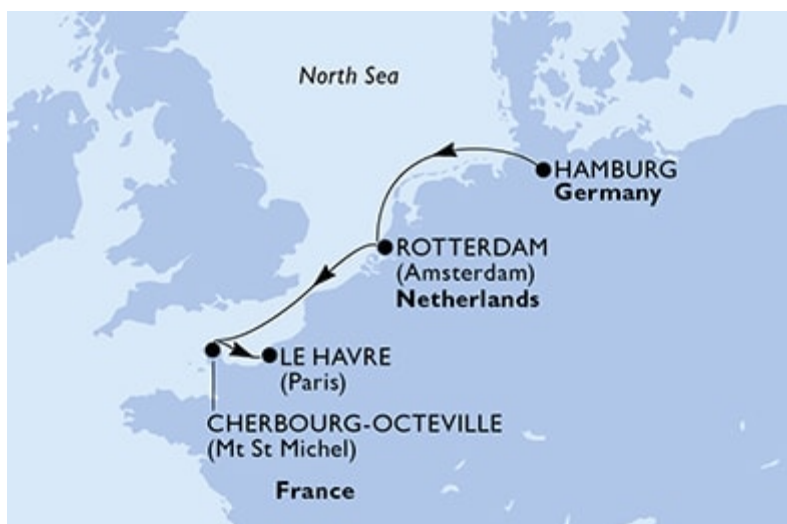 North Sea
HAMBURG
Germany
ROTTERDAM
(Amsterdam)
Netherlands
LE HAVRE
(Paris)
CHERBOURG-OCTEVILLE
(Mt St Michel)
France